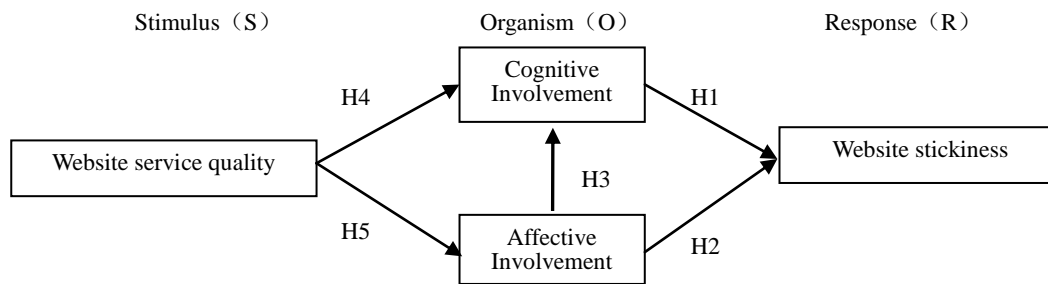 Stimulus（S）
Organism（O）
Response（R）
Cognitive
Involvement
H4
H1
Website service quality
Website stickiness
H3
H5
Affective
Involvement
H2